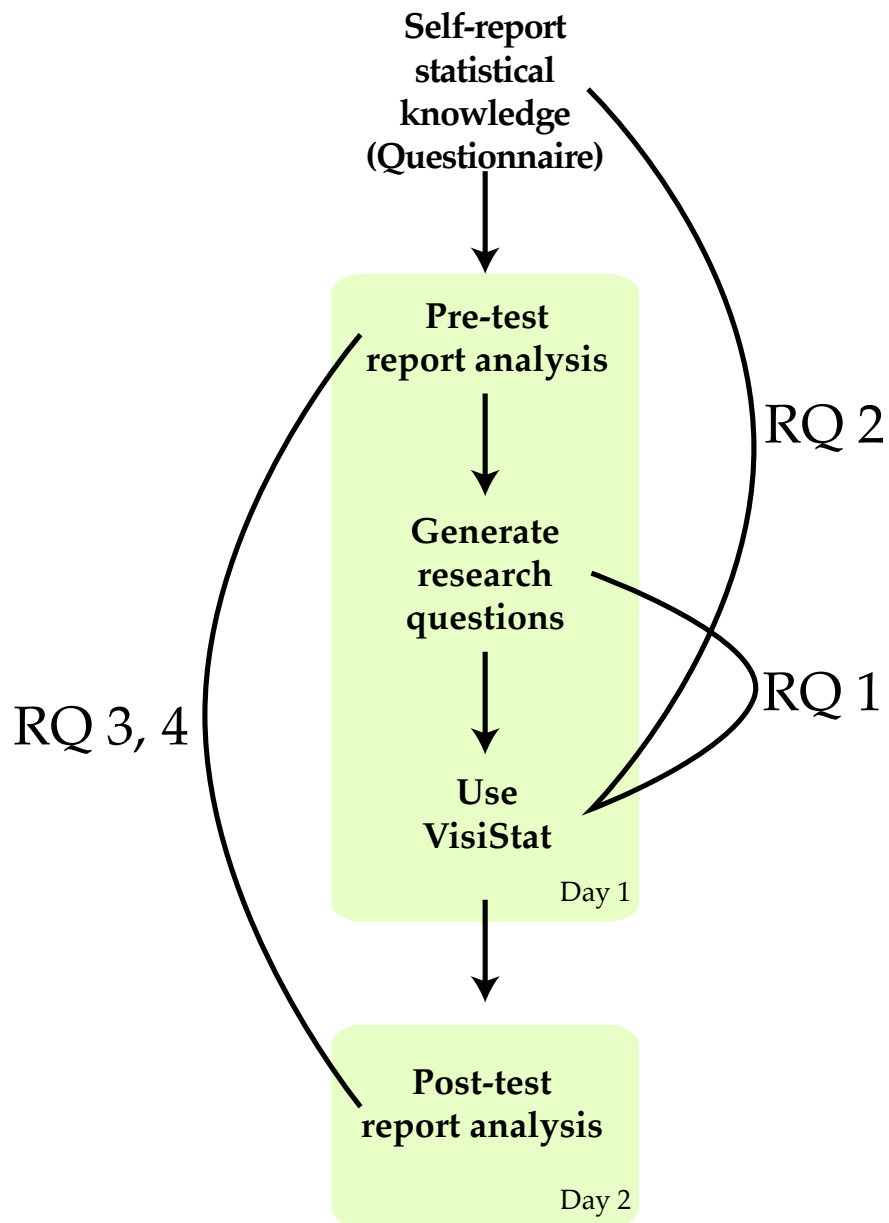 Self-report
statistical
knowledge
(Questionnaire)
Pre-test
report analysis
RQ 2
Generate
research
questions
RQ 1
RQ 3, 4
Use
VisiStat
Day 1
Post-test
report analysis
Day 2